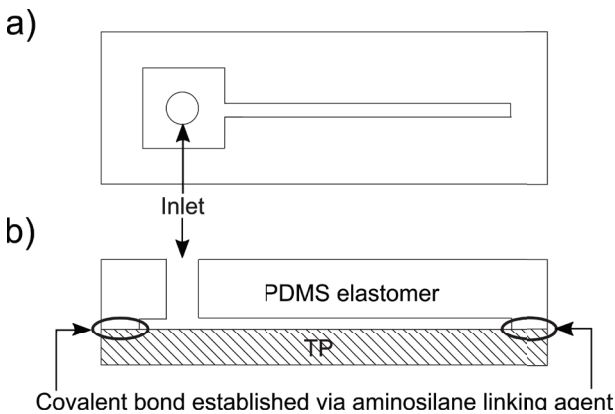 a)
Inlet
b)
PDMS elastomer
TP
Covalent bond established via aminosilane linking agent